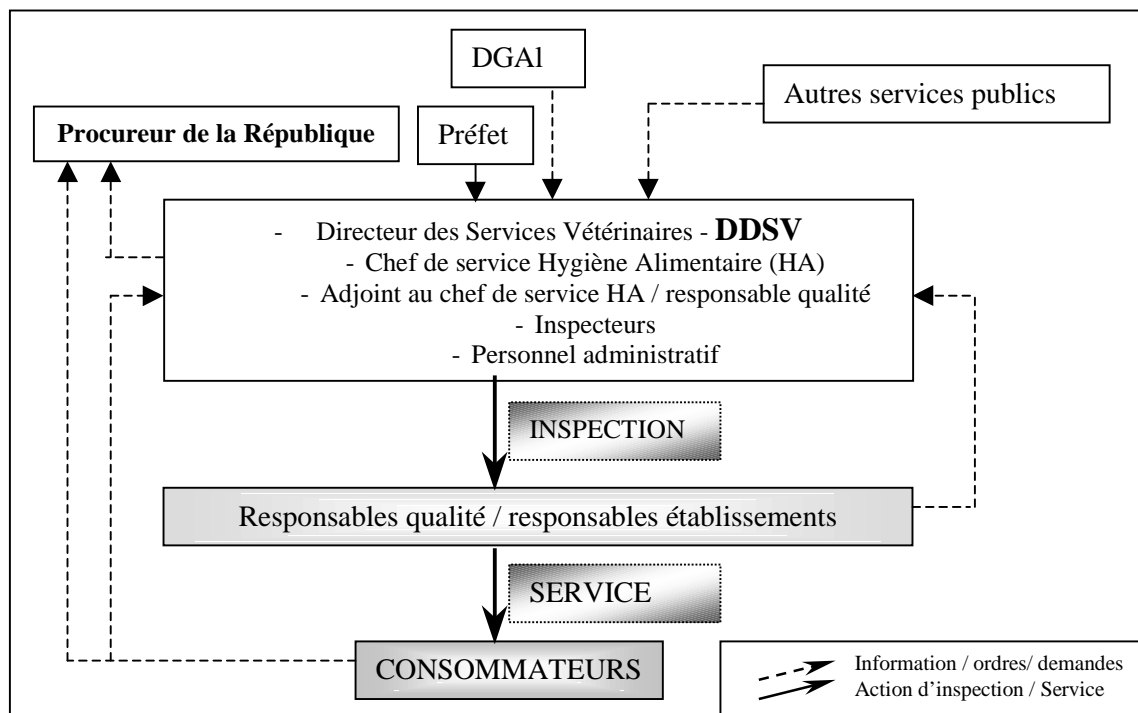 DGAl
Autres services publics
Procureur de la République
Préfet
- Directeur des Services Vétérinaires - DDSV
- Chef de service Hygiène Alimentaire (HA)
- Adjoint au chef de service HA / responsable qualité
- Inspecteurs
- Personnel administratif
INSPECTION
Responsables qualité / responsables établissements
SERVICE
CONSOMMATEURS
Information / ordres/ demandes
Action d'inspection / Service